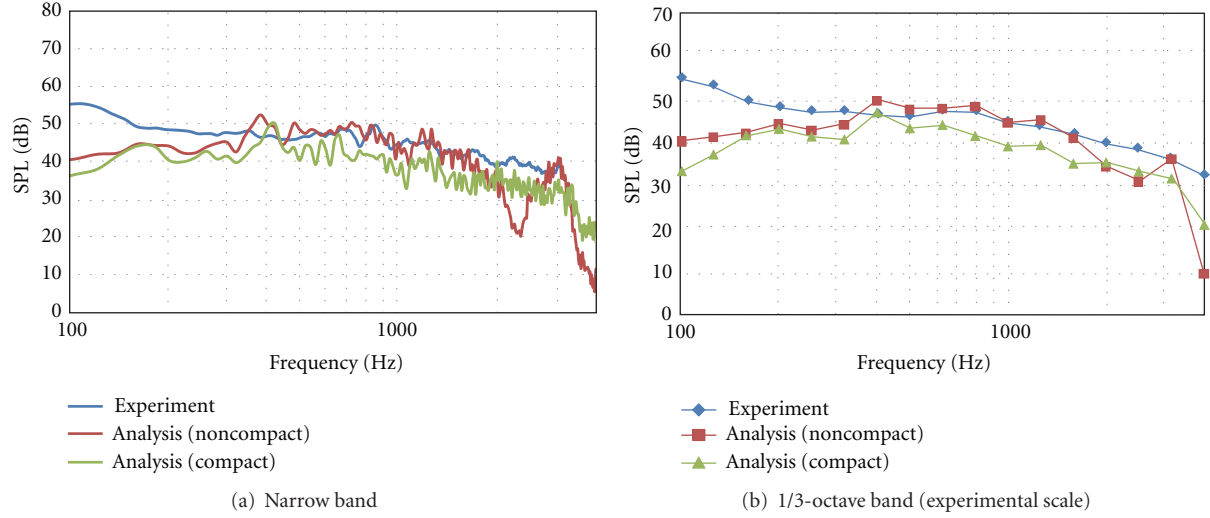 80
70
60
50
40
30
20
10
0
SPL (dB)
100
1000
Frequency (Hz)
Experiment
Analysis (noncompact)
Analysis (compact)
(a) Narrow band
70
60
50
40
30
20
10
0
SPL (dB)
100
1000
Frequency (Hz)
Experiment
Analysis (noncompact)
Analysis (compact)
(b) 1/3-octave band (experimental scale)